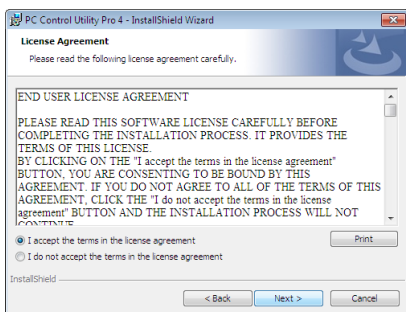 PC Control Utility Pro 4 - InstallShield Wizard
License Agreement
Please read the following license agreement carefully.
END USER LICENSE AGREEMENT
PLEASE READ THIS SOFTWARE LICENSE CAREFULLY BEFORE
COMPLETING THE INSTALLATION PROCESS. IT PROVIDES THE
TERMS OF THIS LICENSE.
BY CLICKING ON THE "I accept the terms in the license agreement"
BUTTON, YOU ARE CONSENTING TO BE BOUND BY THIS
AGREEMENT. IF YOU DO NOT AGREE TO ALL OF THE TERMS OF THIS
AGREEMENT, CLICK THE "I do not accept the terms in the license
agreement" BUTTON AND THE INSTALLATION PROCESS WILL NOT
CONTINUE
I accept the terms in the license agreement
Print
I do not accept the terms in the license agreement
InstallShield
< Back
Next >
Cancel